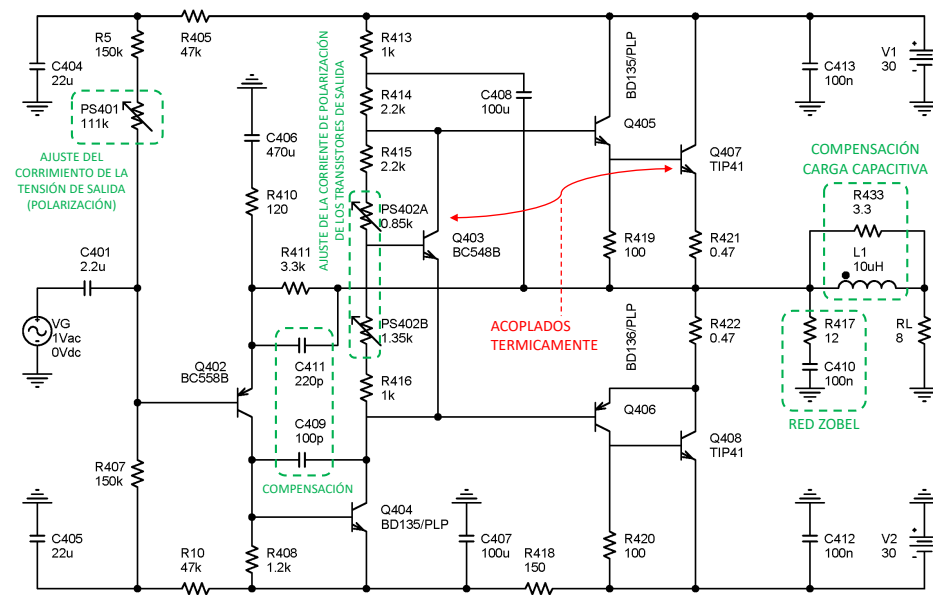 R5
150k
R405
47k
C404
22u
PS401
111k
AJUSTE DEL
CORRIMIENTO DE LA
TENSIÓN DE SALIDA
(POLARIZACIÓN)
C406
470u
R410
120
R413
1k
R414
2.2k
C408
100u
R415
2.2k
AJUSTE DE LA CORRIENTE DE POLARIZACIÓN
DE LOS TRANSISTORES DE SALIDA
PS402A
0.85k
Q403
BC548B
BD135/PLP
Q405
Q407
TIP41
C413
100n
V1
30
COMPENSACIÓN
CARGA CAPACITIVA
R433
3.3
L1
10uH
R419
100
R421
0.47
C401
2.2u
VG
1Vac
0Vdc
R411
3.3k
PS402B
1.35k
ACOPLADOS
TERMICAMENTE
BD136/PLP
R422
0.47
R417
12
C410
100n
RL
8
RED ZOBEL
Q402
BC558B
C411
220p
R416
1k
C409
100p
COMPENSACIÓN
Q406
Q408
TIP41
R407
150k
Q404
BD135/PLP
C405
22u
R10
47k
R408
1.2k
C407
100u
R418
150
R420
100
C412
100n
V2
30